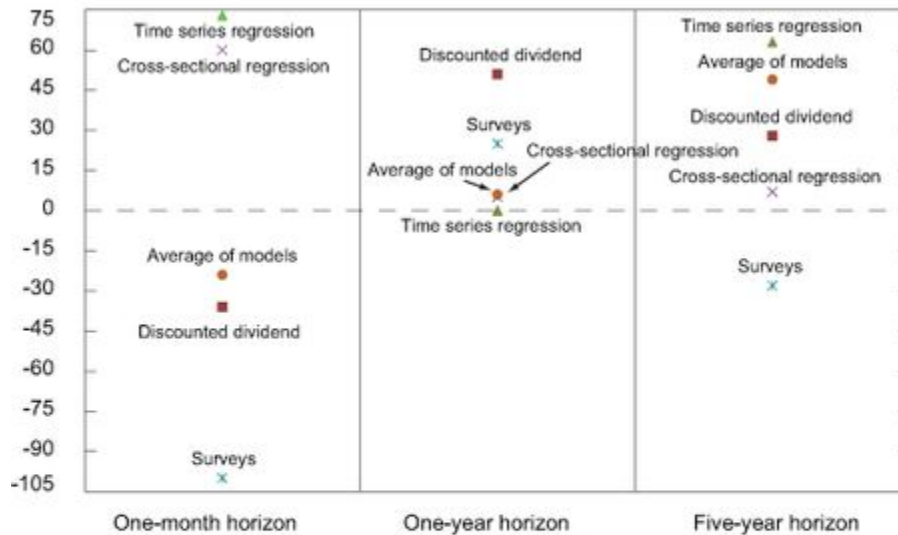 75
60
45
30
15
0
-15
-30
-45
-60
-75
-90
-105
Time series regression
Cross-sectional regression
Average of models
Discounted dividend
Surveys
One-month horizon
Discounted dividend
Surveys
Cross-sectional regression
Average of models
Time series regression
One-year horizon
Time series regression
Average of models
Discounted dividend
Cross-sectional regression
Surveys
Five-year horizon